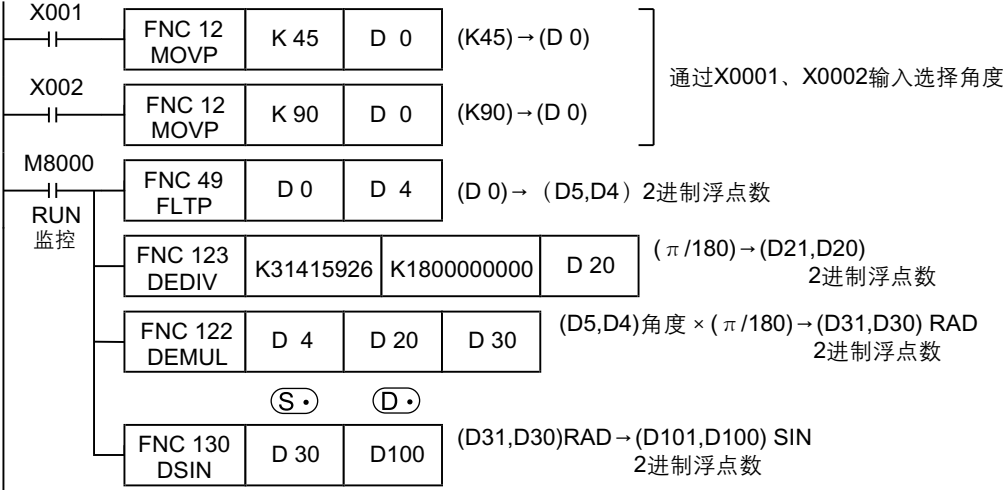 X001
FNC 12 MOVP K 45 D 0 (K45)→(D 0)
通过X0001、X0002输入选择角度
X002
FNC 12 MOVP K 90 D 0 (K90)→(D 0)
M8000
RUN
监控
FNC 49 FLTP D 0 D 4 (D 0)→（D5,D4）2进制浮点数
FNC 123 DEDIV K31415926 K1800000000 D 20 (π/180)→(D21,D20)
2进制浮点数
FNC 122 DEMUL D 4 D 20 D 30 (D5,D4)角度×(π/180)→(D31,D30) RAD
2进制浮点数
S· D·
FNC 130 DSIN D 30 D100 (D31,D30)RAD→(D101,D100) SIN
2进制浮点数